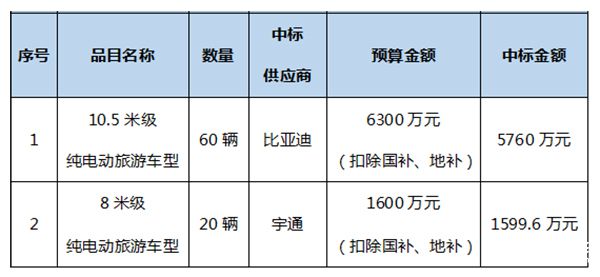 序号 品目名称 数量 中标 供应商 预算金额 中标金额
1 10.5 米级 纯电动旅游车型 60 辆 比亚迪 6300 万元 （扣除国补、地补） 5760 万元
2 8 米级 纯电动旅游车型 20 辆 宇通 1600 万元 （扣除国补、地补） 1599.6 万元